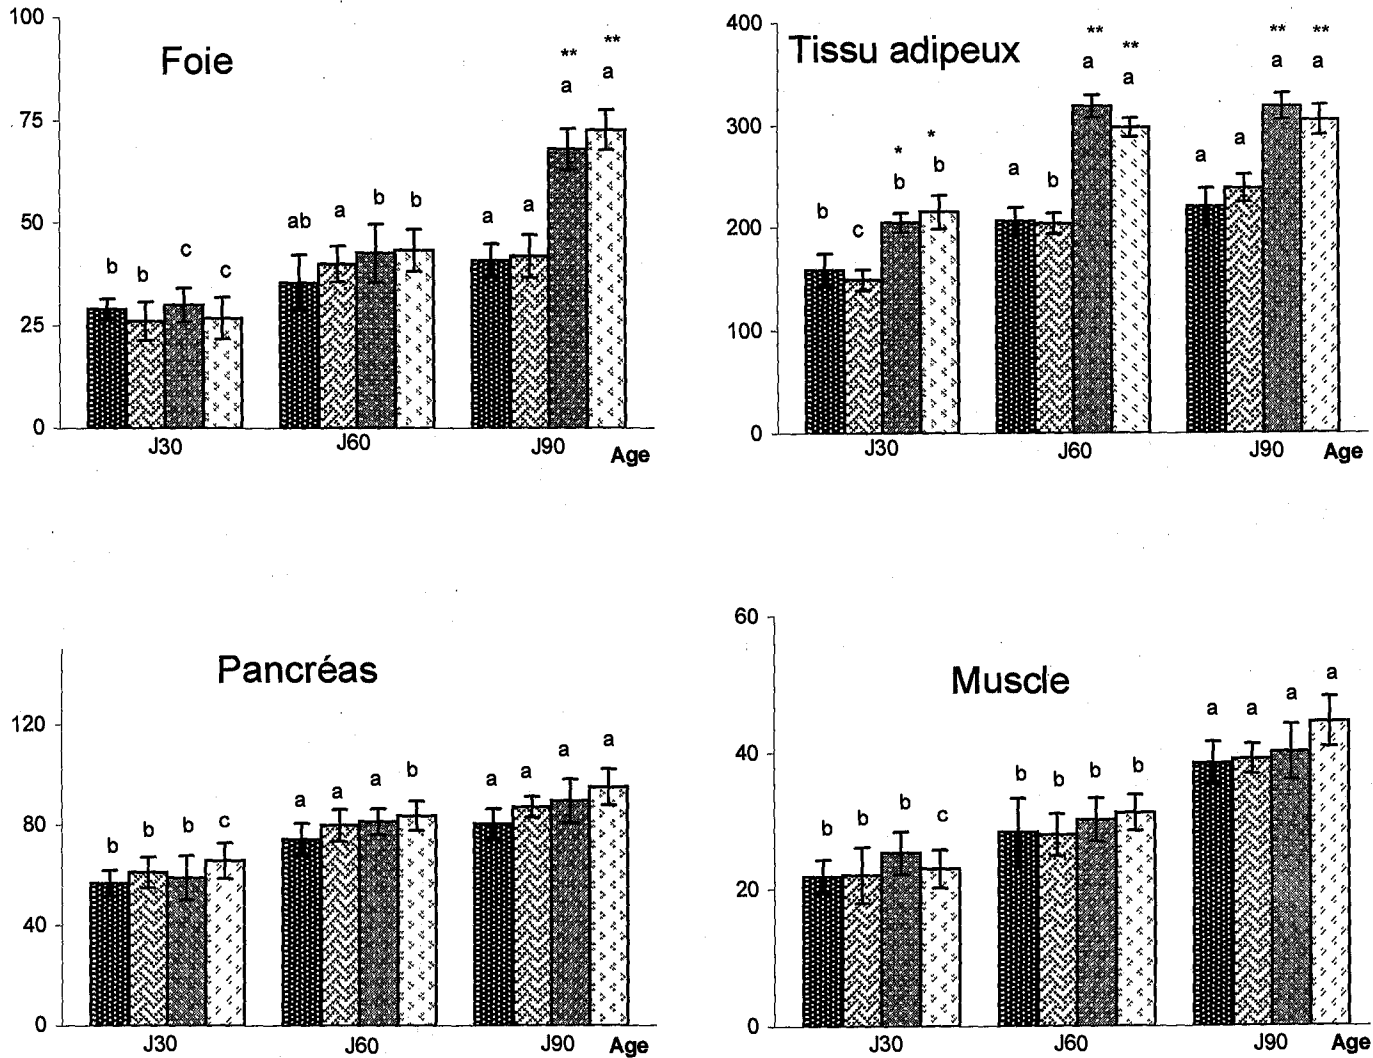 Foie
100
75
50
25
0
b b c c
ab a b b
a a ** a ** a
J30 J60 J90 Age
Tissu adipeux
400
300
200
100
0
b c * b * b
a b ** a ** a
a a ** a ** a
J30 J60 J90 Age
Pancréas
120
80
40
0
b b b c
a a a b
a a a a
J30 J60 J90 Age
Muscle
60
40
20
0
b b b c
b b b b
a a a a
J30 J60 J90 Age